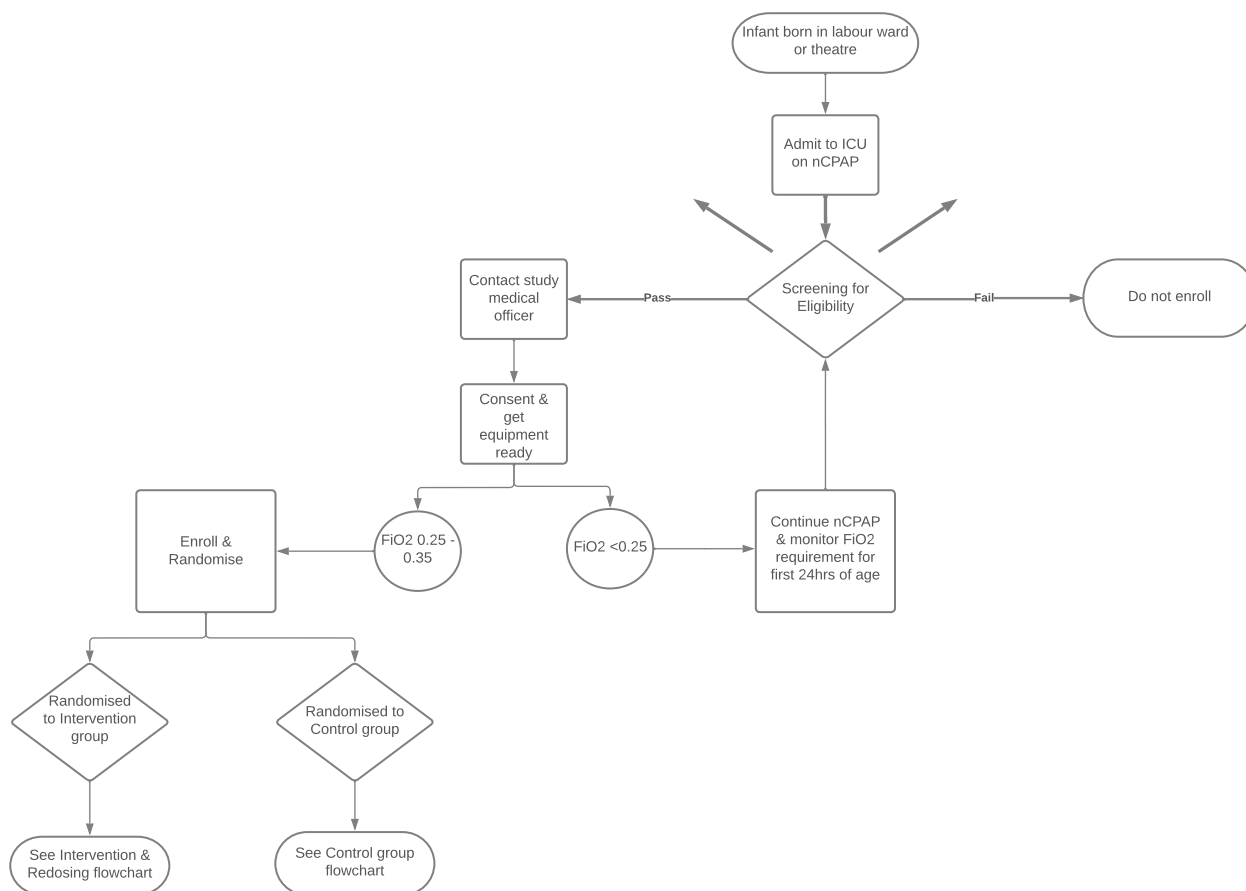 Infant born in labour ward
or theatre
Admit to ICU
on nCPAP
Screening for
Eligibility
Pass
Fail
Do not enroll
Contact study
medical
officer
Consent &
get
equipment
ready
FiO2 0.25 -
0.35
FiO2 <0.25
Continue nCPAP
& monitor FiO2
requirement for
first 24hrs of age
Enroll &
Randomise
Randomised
to Intervention
group
Randomised to
Control group
See Intervention &
Redosing flowchart
See Control group
flowchart